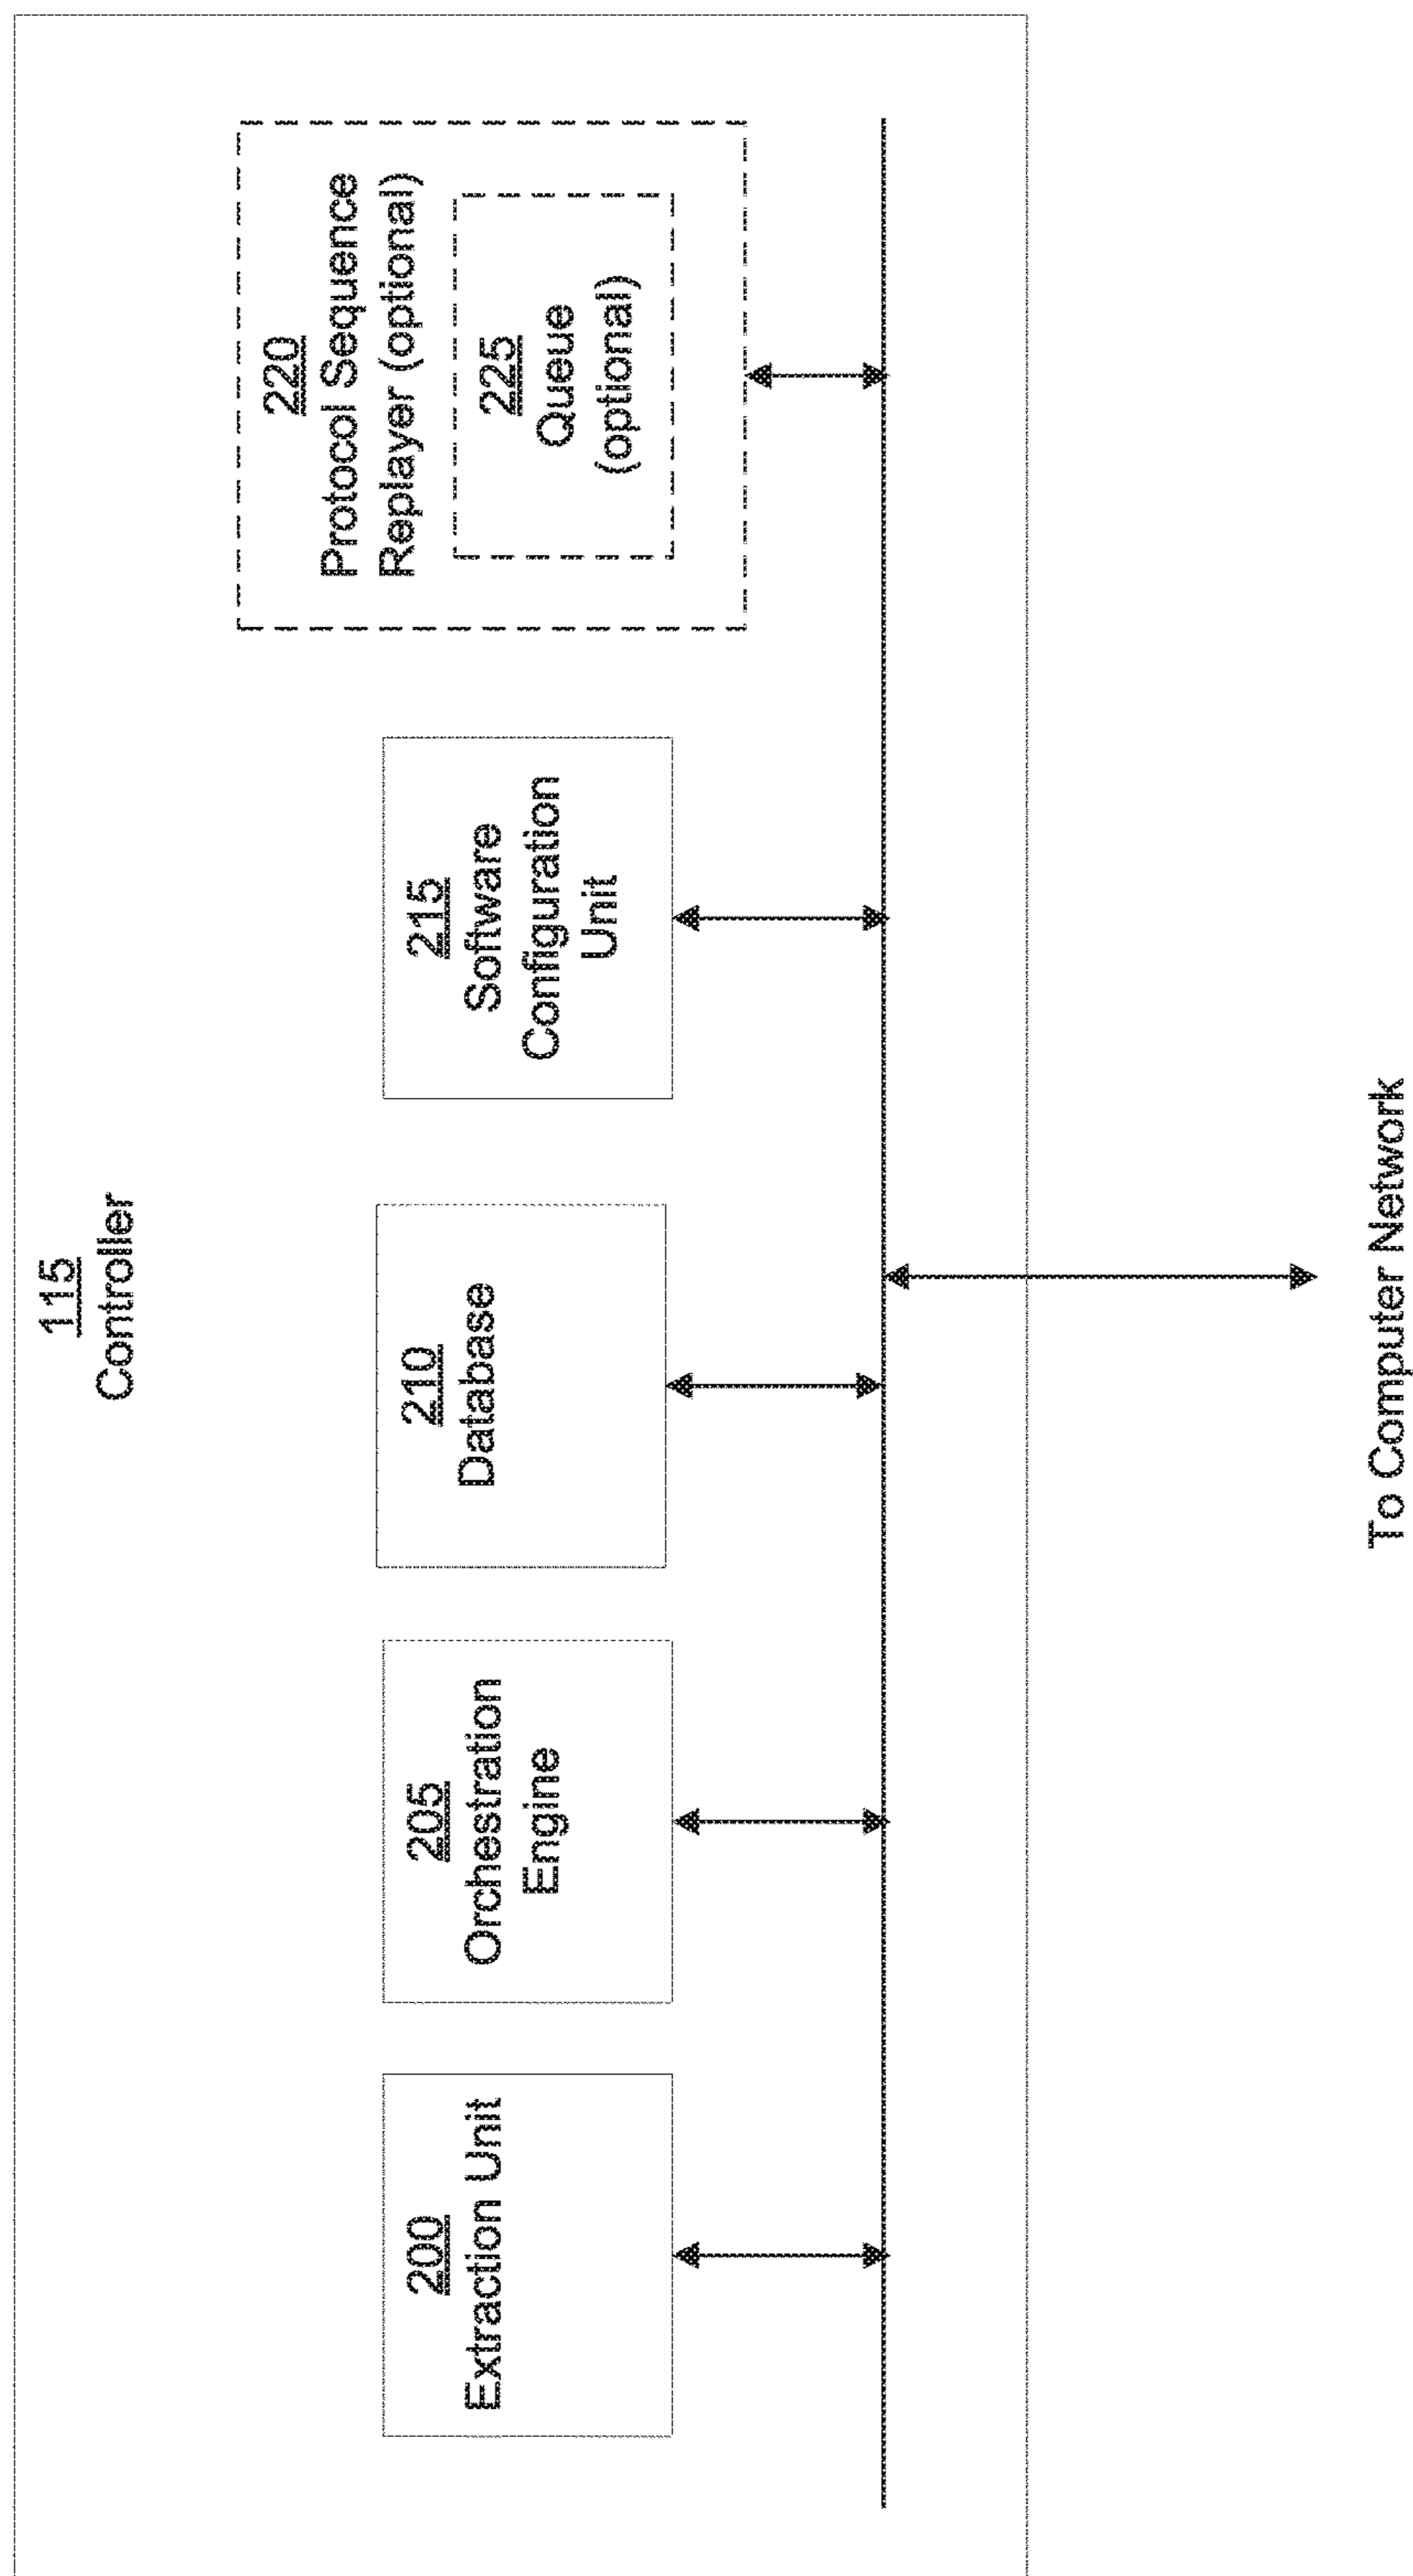 115
Controller
200
Extraction Unit
205
Orchestration
Engine
210
Database
215
Software
Configuration
Unit
220
Protocol Sequence
Replayer (optional)
225
Queue
(optional)
To Computer Network